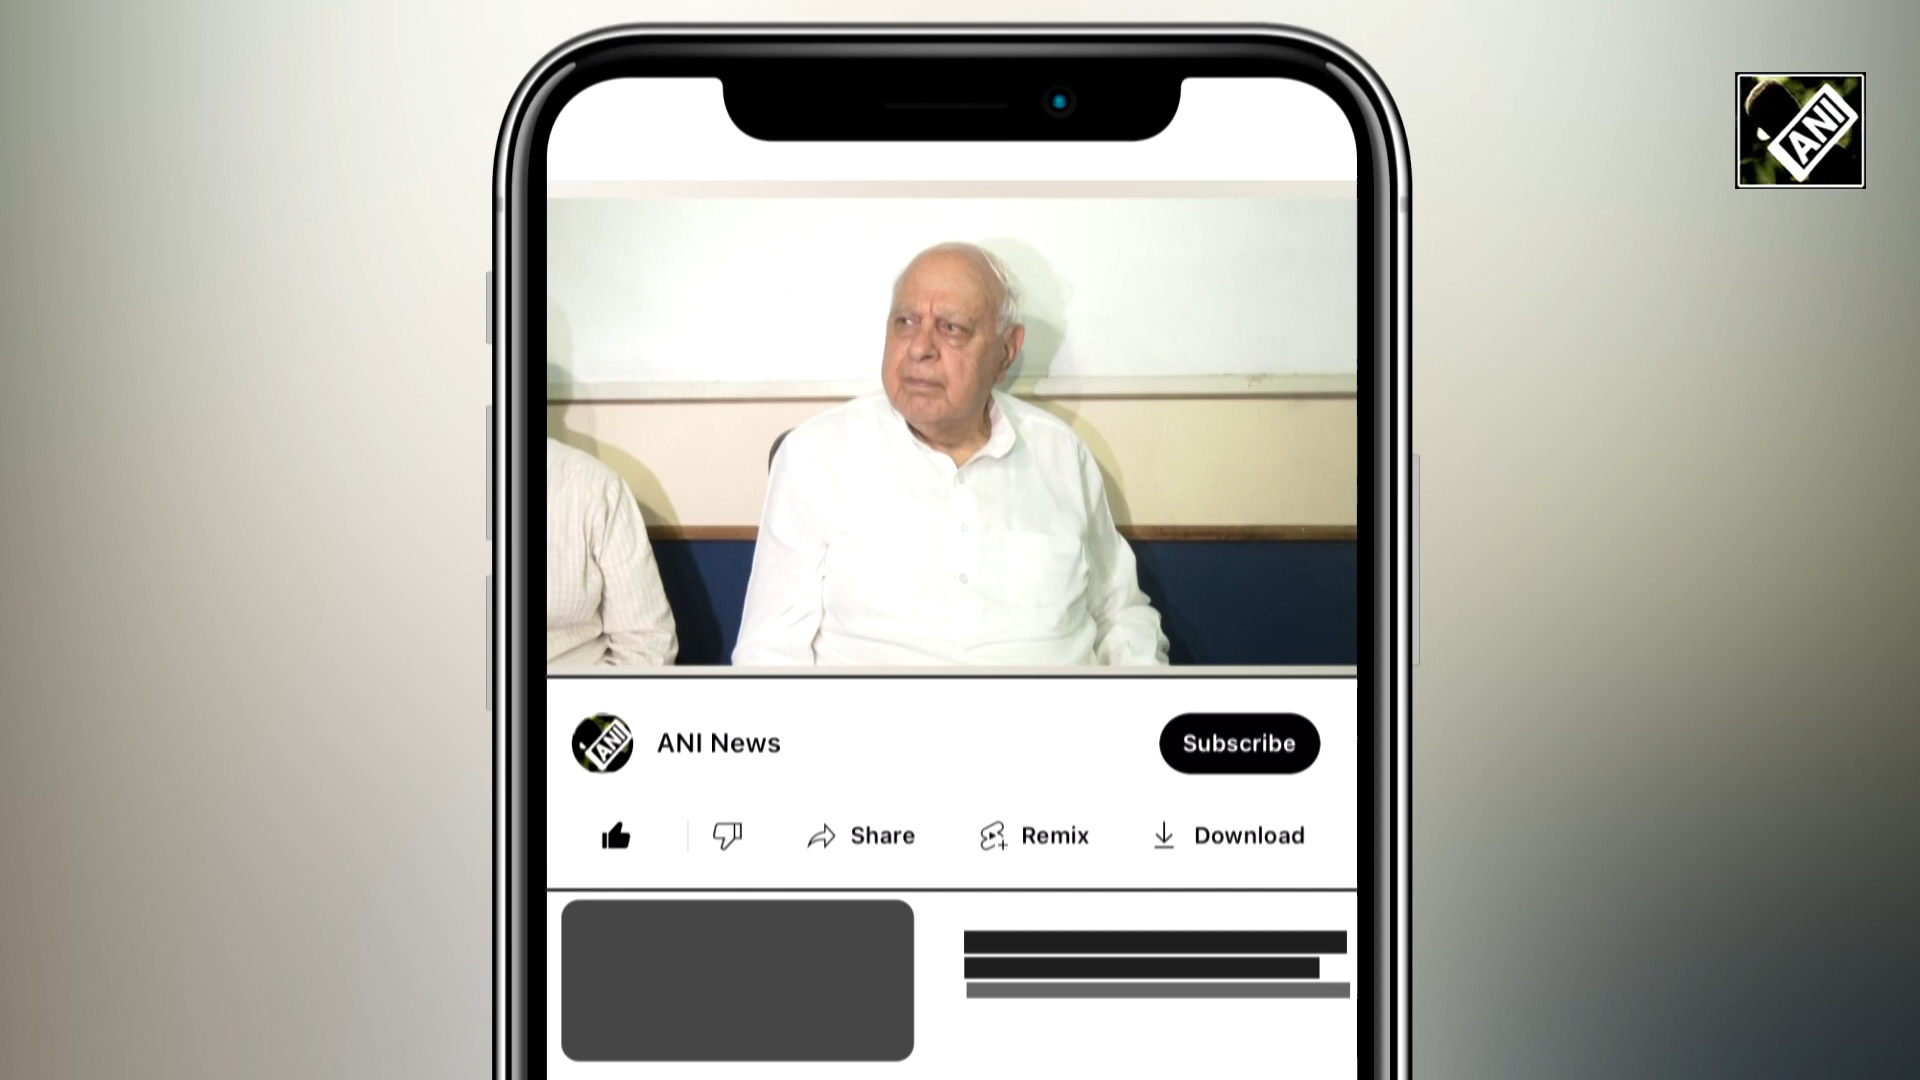 ANI
ANI
ANI News
Subscribe
Share
Remix
Download